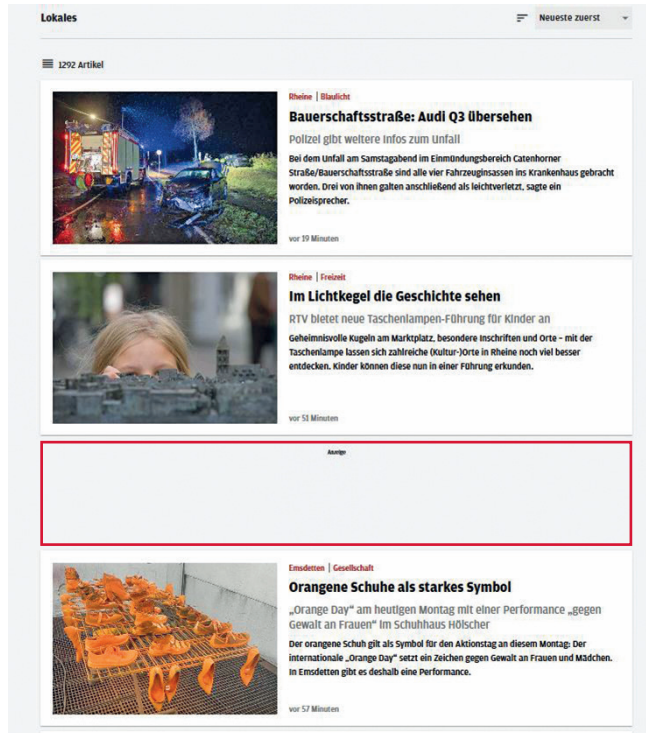 Lokales
Neueste zuerst
1292 Artikel
Rheine | Blaulicht
Bauerschaftsstraße: Audi Q3 übersehen
Polizei gibt weitere Infos zum Unfall
Bei dem Unfall am Samstagabend im Einmündungsbereich Catenhorner
Straße/Bauerschaftsstraße sind alle vier Fahrzeuginsassen ins Krankenhaus gebracht
worden. Drei von ihnen galten anschließend als leichtverletzt, sagte ein
Polizeisprecher.
vor 19 Minuten
Rheine | Freizeit
Im Lichtkegel die Geschichte sehen
RTV bietet neue Taschenlampen-Führung für Kinder an
Geheimnisvolle Kugeln am Marktplatz, besondere Inschriften und Orte – mit der
Taschenlampe lassen sich zahlreiche (Kultur-)Orte in Rheine noch viel besser
entdecken. Kinder können diese nun in einer Führung erkunden.
vor 51 Minuten
Anzeige
Emsdetten | Gesellschaft
Orangene Schuhe als starkes Symbol
„Orange Day“ am heutigen Montag mit einer Performance „gegen
Gewalt an Frauen“ im Schuhhaus Hölscher
Der orangene Schuh gilt als Symbol für den Aktionstag an diesem Montag: Der
internationale „Orange Day“ setzt ein Zeichen gegen Gewalt an Frauen und Mädchen.
In Emsdetten gibt es deshalb eine Performance.
vor 57 Minuten